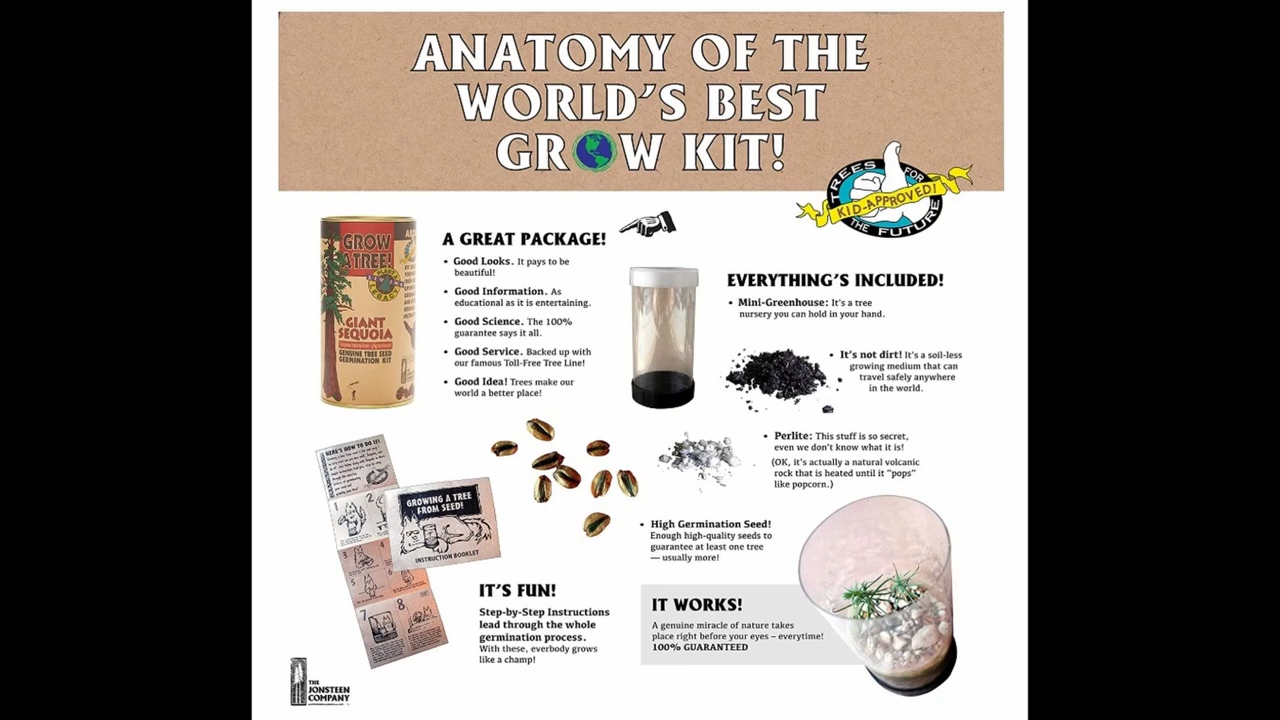 ANATOMY OF THE
WORLD'S BEST
GROW KIT!
TREES FOR
KID-APPROVED!
THE FUTURE
GROW
A TREE!
GIANT
SEQUOIA
GENUINE TREE SEED
GERMINATION KIT
A GREAT PACKAGE!
• Good Looks. It pays to be
beautiful!
• Good Information. As
educational as it is entertaining.
• Good Science. The 100%
guarantee says it all.
• Good Service. Backed up with
our famous Toll-Free Tree Line!
• Good Idea! Trees make our
world a better place!
EVERYTHING'S INCLUDED!
• Mini-Greenhouse: It's a tree
nursery you can hold in your hand.
• It's not dirt! It's a soil-less
growing medium that can
travel safely anywhere
in the world.
• Perlite: This stuff is so secret,
even we don't know what it is!
(OK, it's actually a natural volcanic
rock that is heated until it "pops"
like popcorn.)
• High Germination Seed!
Enough high-quality seeds to
guarantee at least one tree
— usually more!
HERE'S HOW TO DO IT!
1 2
3 4
5 6
7 8
GROWING A TREE
FROM SEED!
INSTRUCTION BOOKLET
IT'S FUN!
Step-by-Step Instructions
lead through the whole
germination process.
With these, everbody grows
like a champ!
IT WORKS!
A genuine miracle of nature takes
place right before your eyes – everytime!
100% GUARANTEED
THE
JONSTEEN
COMPANY